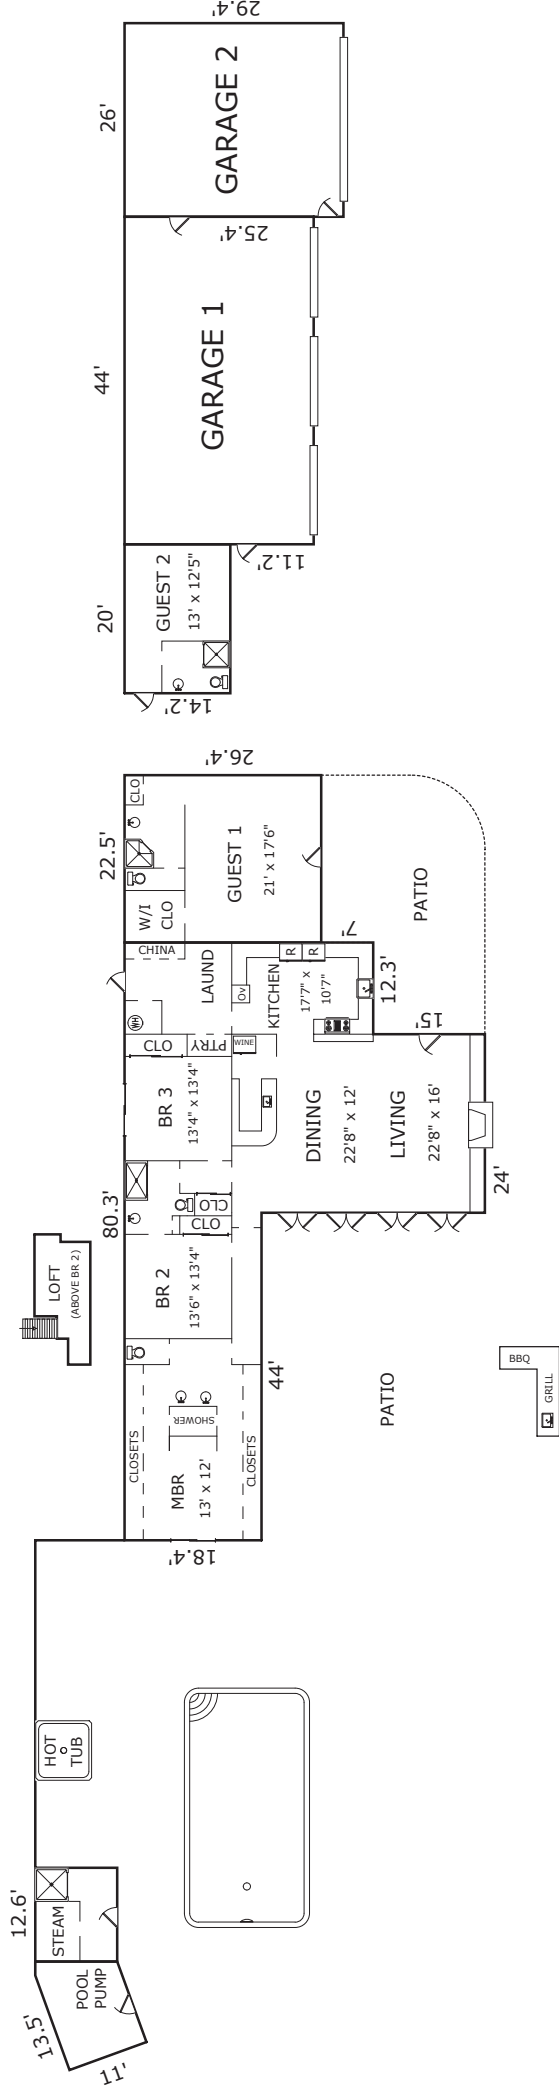 29.4'
26'
GARAGE 2
25.4'
44'
GARAGE 1
11.2'
20'
GUEST 2
13' x 12'5"
14.2'
26.4'
CLO
22.5'
GUEST 1
21' x 17'6"
W/I
CLO
PATIO
7'
CHINA
LAUND
R
R
KITCHEN
17'7" x
10'7"
12.3'
Ov
WH
CLO
PTRY
WINE
15'
BR 3
13'4" x 13'4"
DINING
22'8" x 12'
LIVING
22'8" x 16'
24'
80.3'
CLO
CLO
LOFT
(ABOVE BR 2)
BR 2
13'6" x 13'4"
44'
PATIO
BBQ
GRILL
SHOWER
CLOSETS
CLOSETS
MBR
13' x 12'
18.4'
HOT
TUB
12.6'
STEAM
POOL
PUMP
13.5'
11'